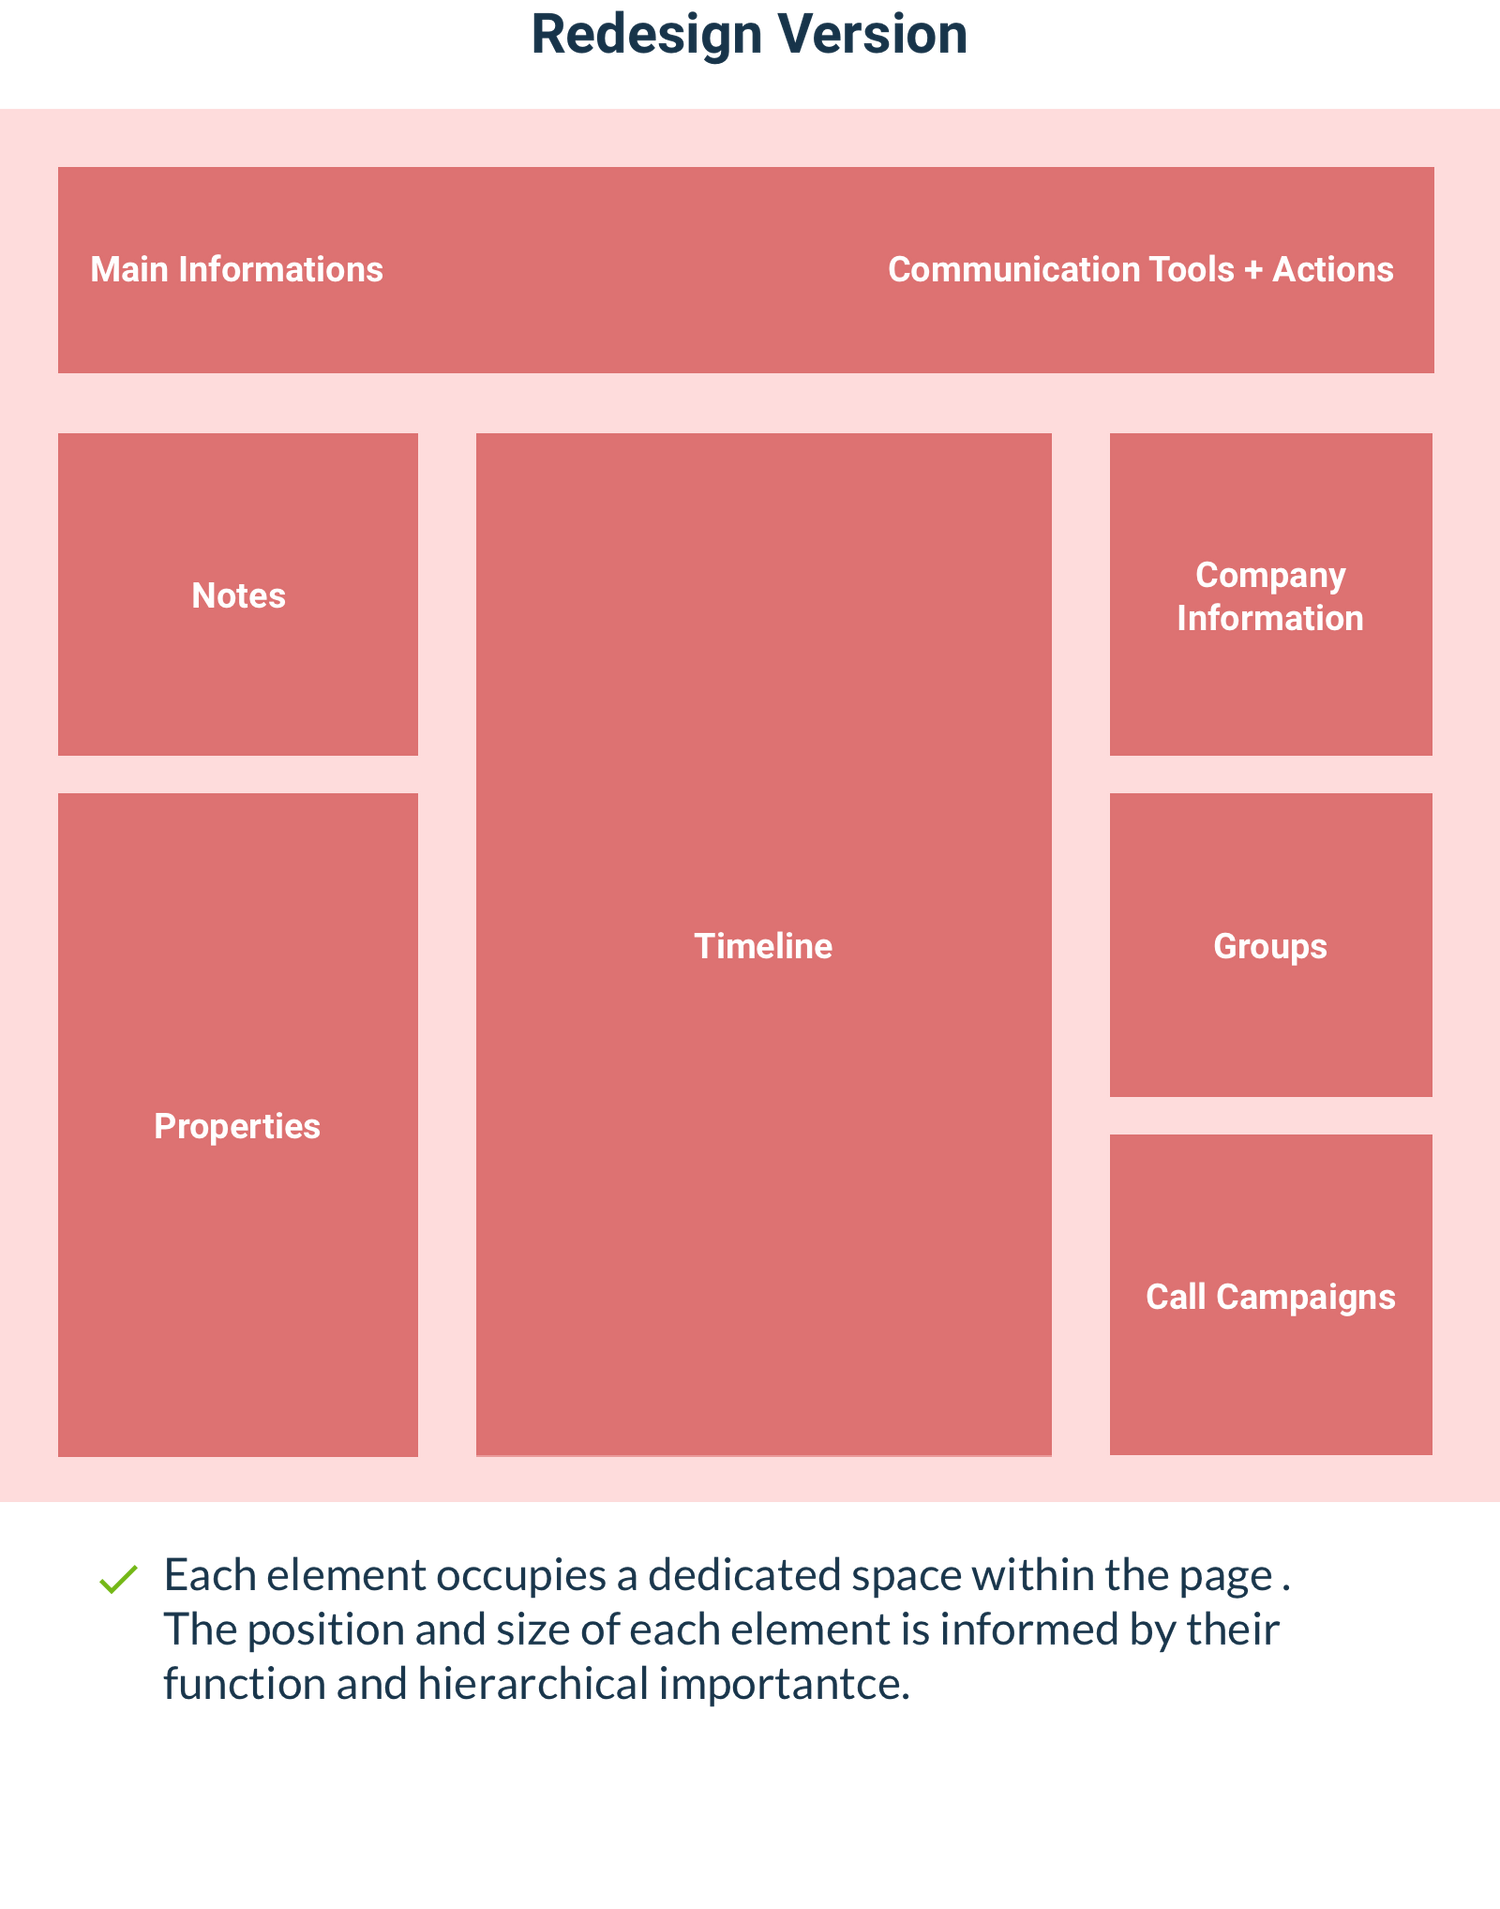 Redesign Version
Main Informations
Communication Tools + Actions
Notes
Properties
Timeline
Company
Information
Groups
Call Campaigns
Each element occupies a dedicated space within the page .
The position and size of each element is informed by their
function and hierarchical importantce.